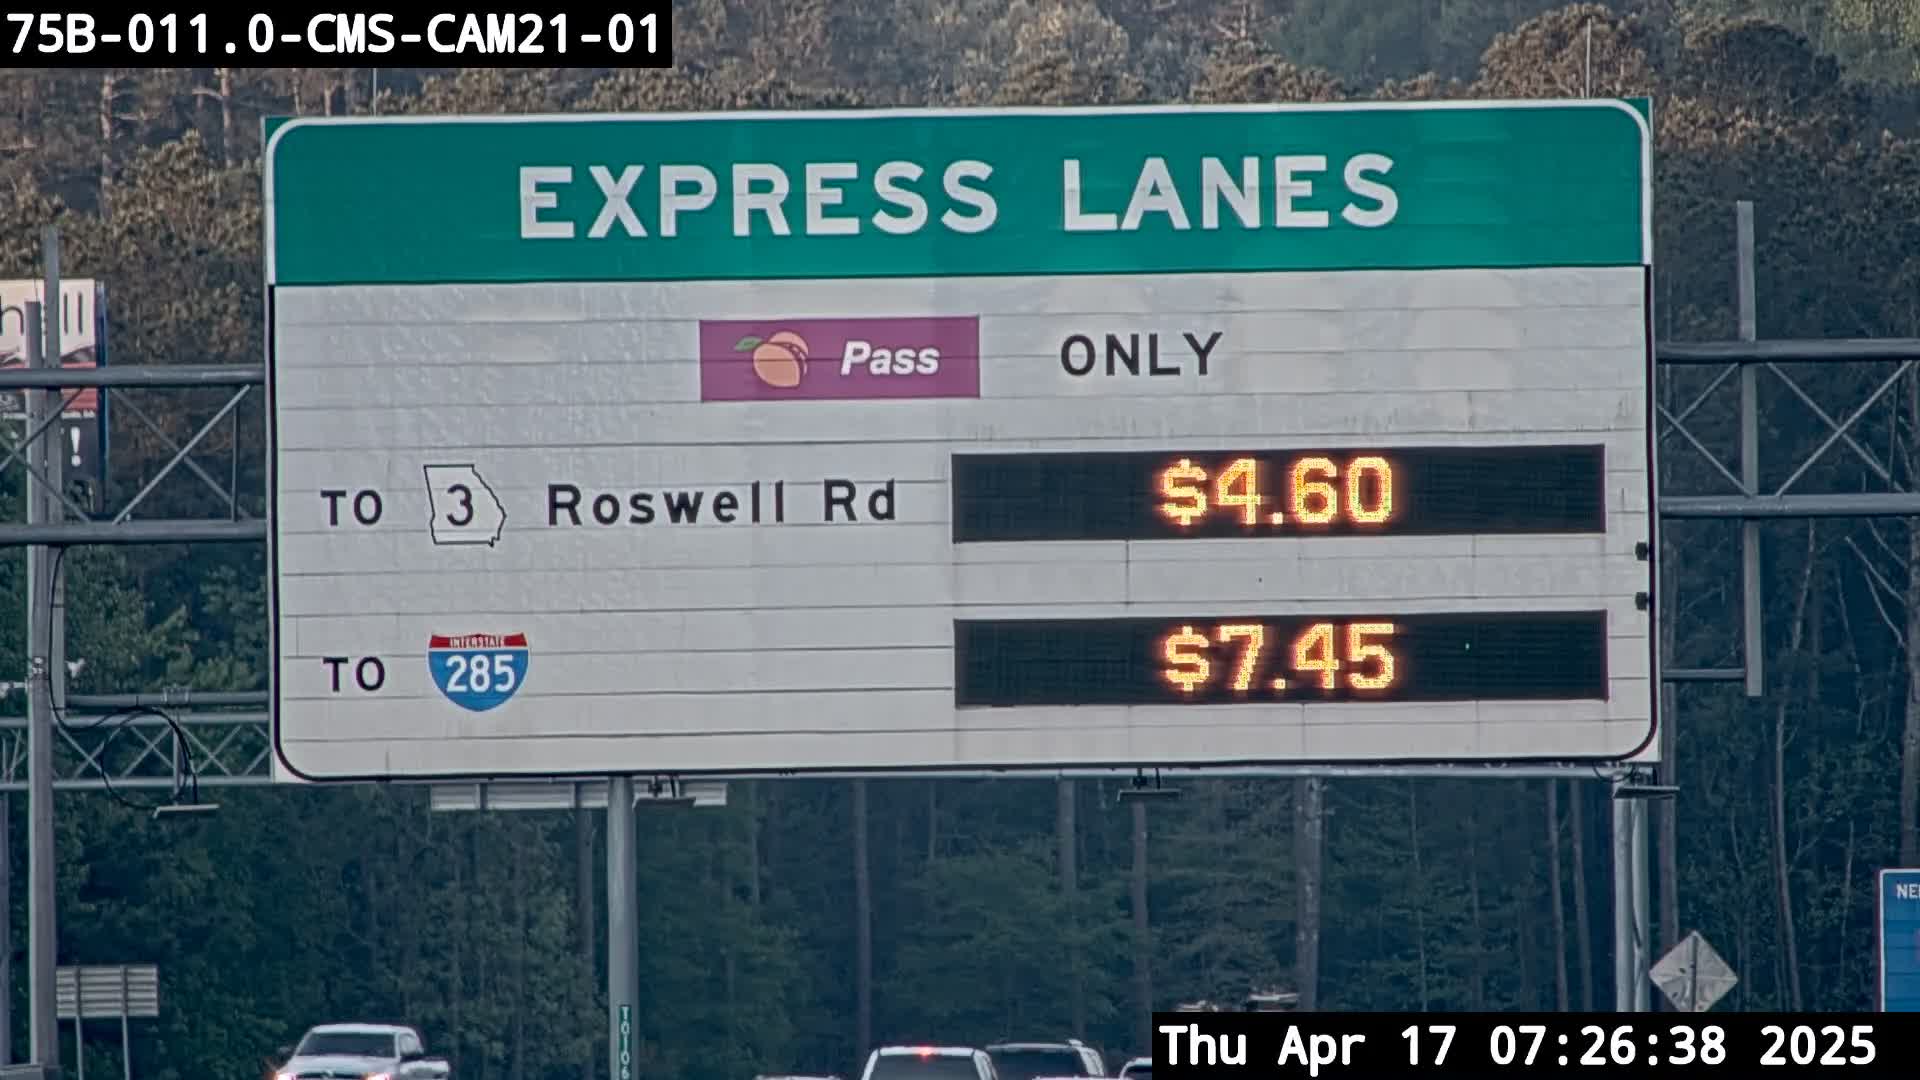 75B-011.0-CMS-CAM21-01
EXPRESS LANES
Pass ONLY
TO 3 Roswell Rd $4.60
INTERSTATE
TO 285 $7.45
!
Thu Apr 17 07:26:38 2025